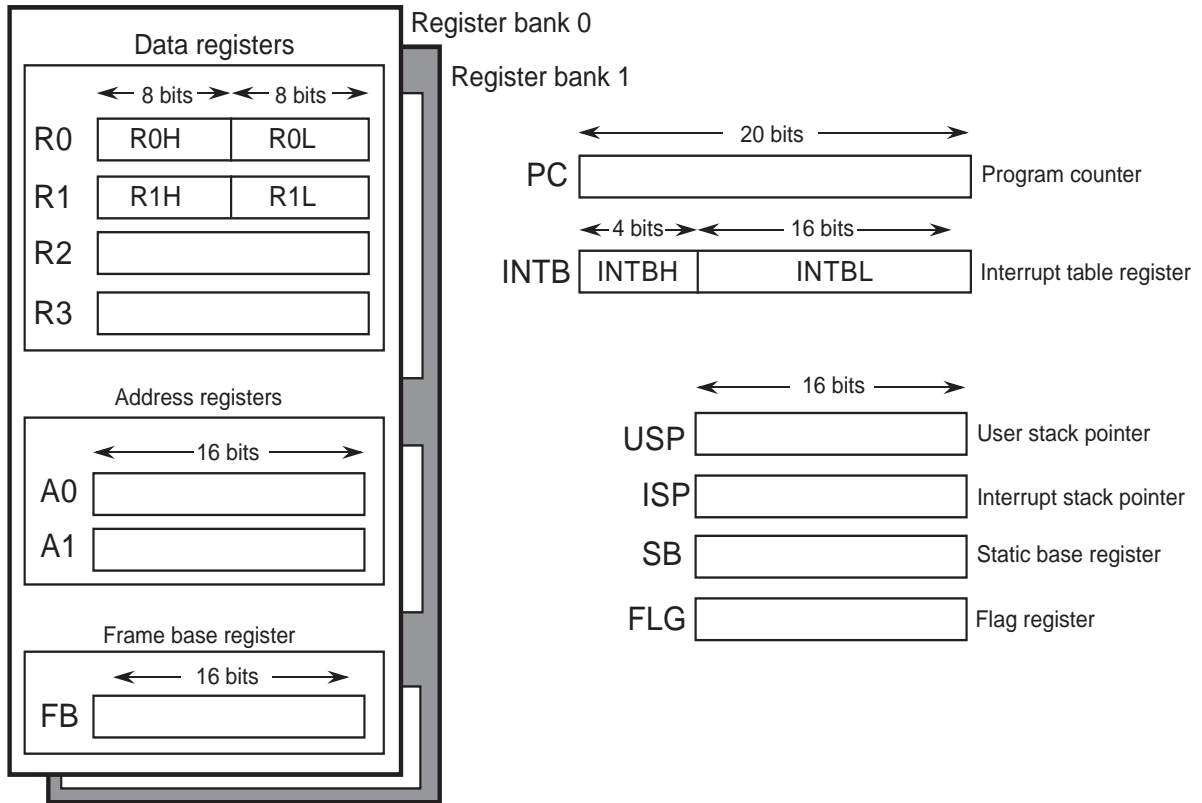 Register bank 0
Register bank 1
Data registers
8 bits 8 bits
R0 R0H R0L
R1 R1H R1L
R2
R3
Address registers
16 bits
A0
A1
Frame base register
16 bits
FB
20 bits
PC Program counter
4 bits 16 bits
INTB INTBH INTBL Interrupt table register
16 bits
USP User stack pointer
ISP Interrupt stack pointer
SB Static base register
FLG Flag register